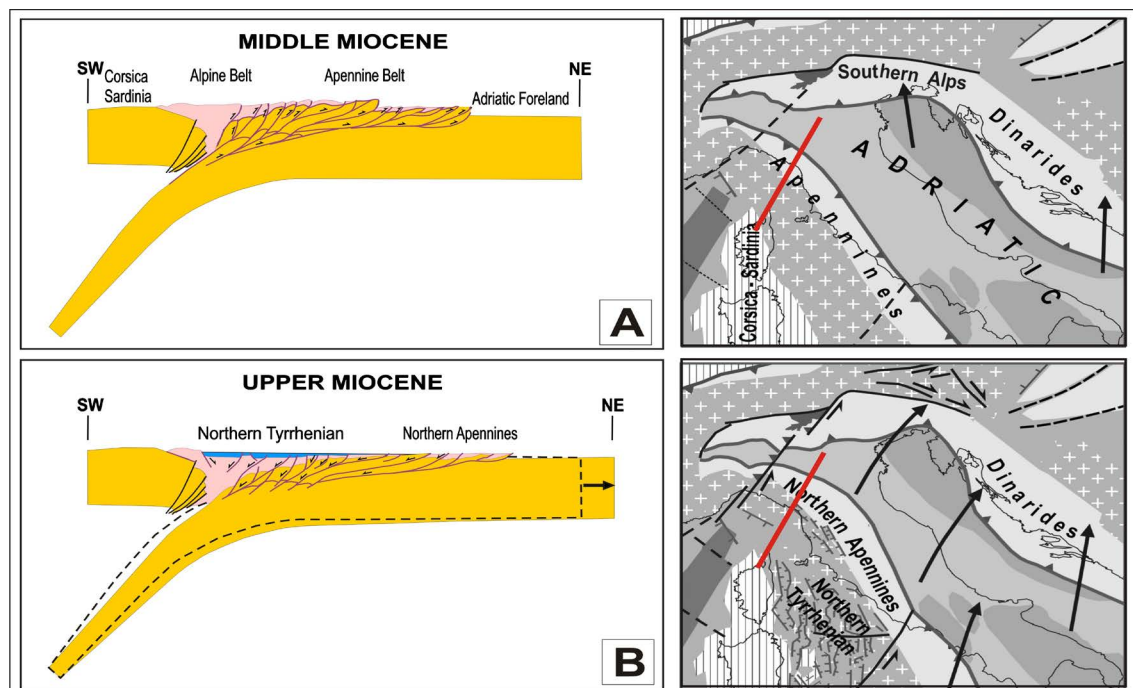 MIDDLE MIOCENE
SW
NE
Corsica
Sardinia
Alpine Belt
Apennine Belt
Adriatic Foreland
A
Southern Alps
Dinarides
ADRIATIC
Apennines
Corsica - Sardinia
UPPER MIOCENE
SW
NE
Northern Tyrrhenian
Northern Apennines
B
Dinarides
Northern Apennines
Northern
Tyrrhenian